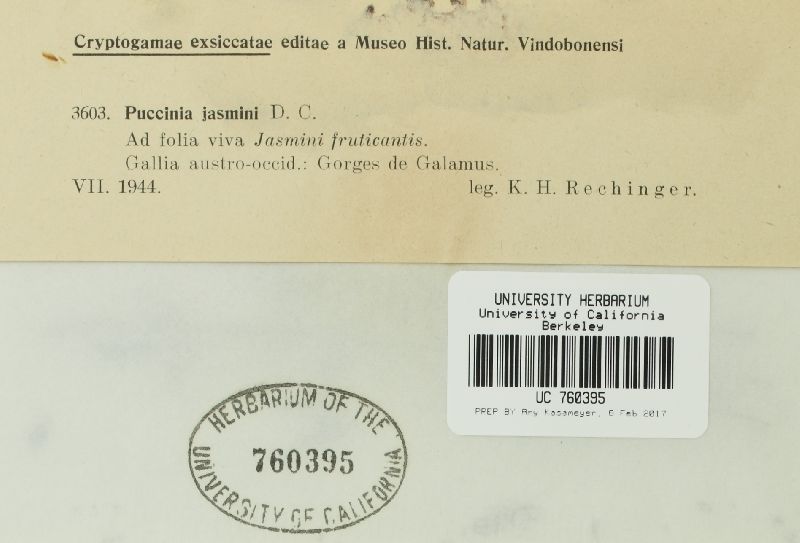 Cryptogamae exsiccatae editae a Museo Hist. Natur. Vindobonensi
3603. Puccinia jasmini D. C.
Ad folia viva Jasmini fruticantis.
Gallia austro-occid.: Gorges de Galamus.
VII. 1944. leg. K. H. Rechinger.
UNIVERSITY HERBARIUM
University of California
Berkeley
UC 760395
PREP BY Amy Kasameyer, 6 Feb 2017
HERBARIUM OF THE
760395
UNIVERSITY OF CALIFORNIA